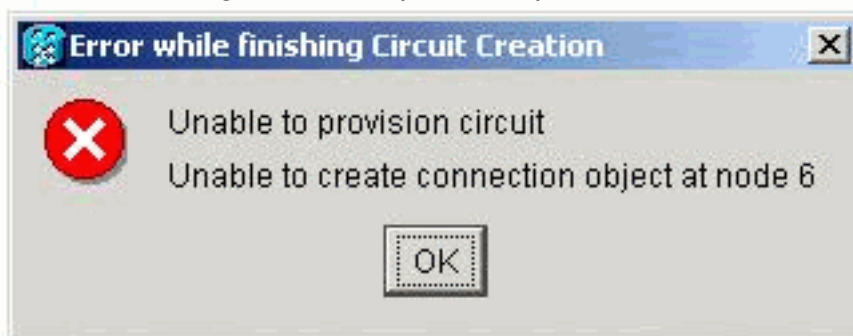 Error while finishing Circuit Creation
Unable to provision circuit
Unable to create connection object at node 6
OK